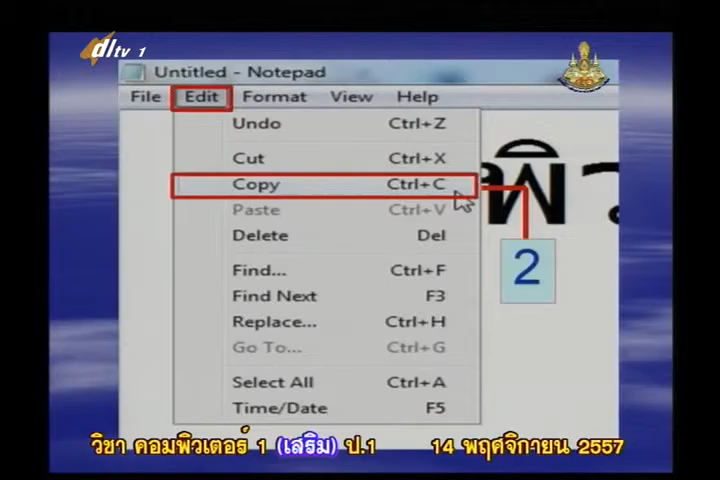 dltv 1
Untitled - Notepad
File Edit Format View Help
Undo Ctrl+Z
Cut Ctrl+X
Copy Ctrl+C
Paste Ctrl+V
Delete Del
Find... Ctrl+F
Find Next F3
Replace... Ctrl+H
Go To... Ctrl+G
Select All Ctrl+A
Time/Date F5
2
วิชา คอมพิวเตอร์ 1 (เสริม) ป.1 14 พฤศจิกายน 2557